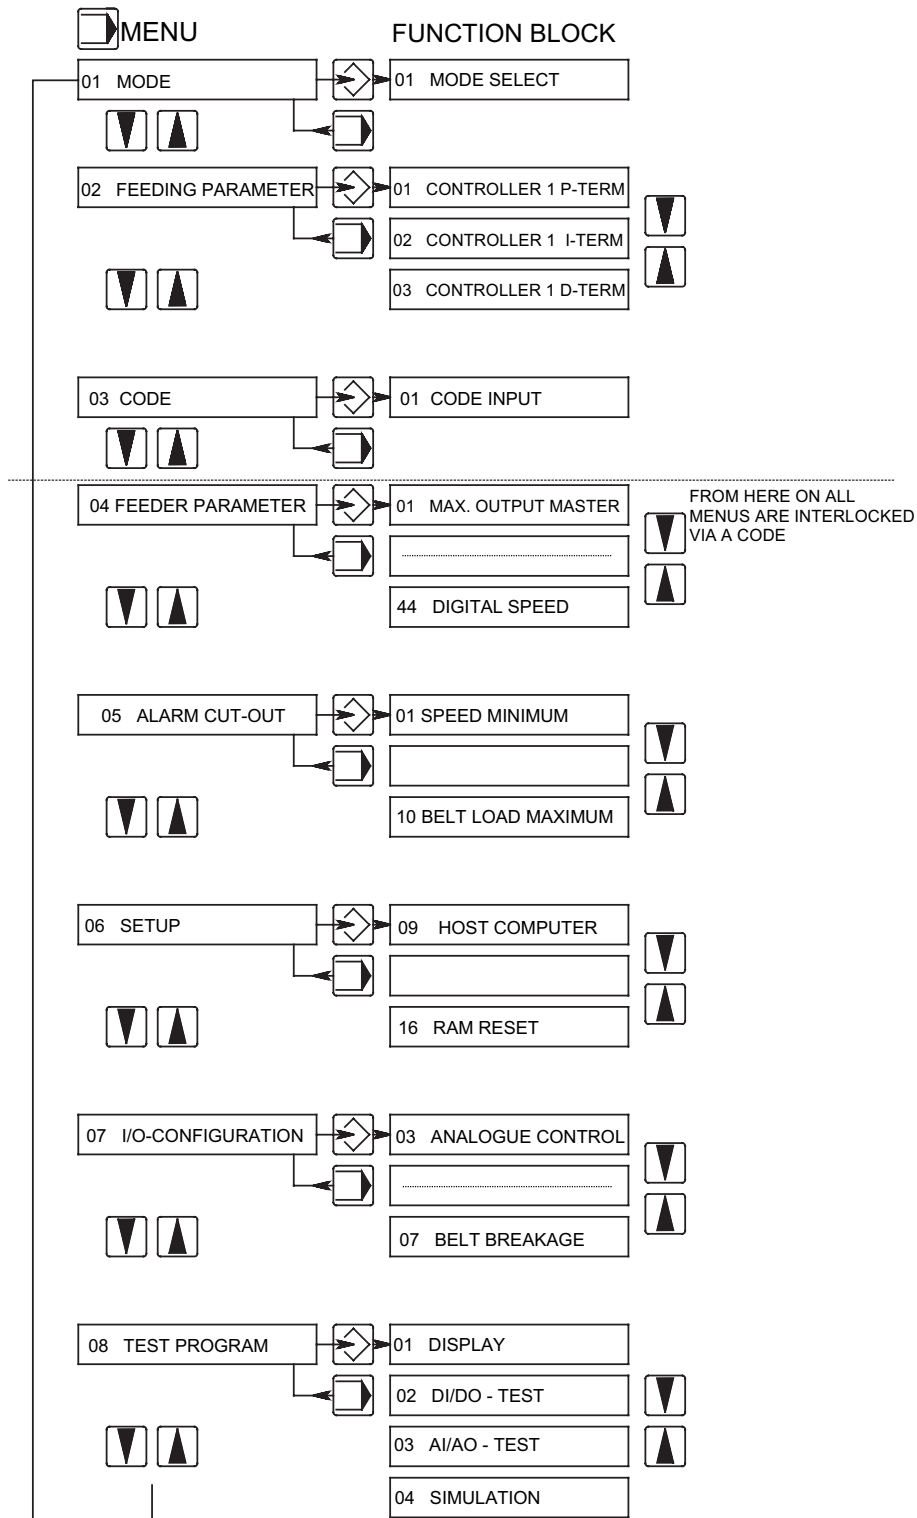 MENU FUNCTION BLOCK
01 MODE 01 MODE SELECT
02 FEEDING PARAMETER 01 CONTROLLER 1 P-TERM
02 CONTROLLER 1 I-TERM
03 CONTROLLER 1 D-TERM
03 CODE 01 CODE INPUT
04 FEEDER PARAMETER 01 MAX. OUTPUT MASTER
FROM HERE ON ALL
MENUS ARE INTERLOCKED
VIA A CODE
44 DIGITAL SPEED
05 ALARM CUT-OUT 01 SPEED MINIMUM
10 BELT LOAD MAXIMUM
06 SETUP 09 HOST COMPUTER
16 RAM RESET
07 I/O-CONFIGURATION 03 ANALOGUE CONTROL
07 BELT BREAKAGE
08 TEST PROGRAM 01 DISPLAY
02 DI/DO - TEST
03 AI/AO - TEST
04 SIMULATION